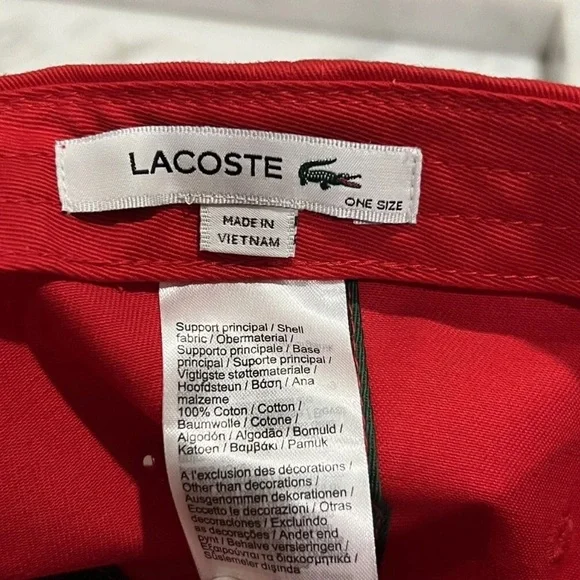 LACOSTE
ONE SIZE
MADE IN
VIETNAM
Support principal / Shell
fabric / Obermaterial /
Supporto principale / Base
principal / Suporte principal /
Vigtigste støttemateriale /
Hoofdsteun / Βάση / Ana
malzeme
100% Coton / Cotton /
Baumwolle / Cotone /
Algodón / Algodão / Bomuld /
Katoen / Βαμβάκι / Pamuk
A l'exclusion des décorations /
Other than decorations /
Ausgenommen dekorationen /
Eccetto le decorazioni / Otras
decoraciones / Excluindo
as decorações / Andet end
pynt / Behalve versieringen /
Εξαιρούνται τα διακοσμητικά /
Süslemeler dışında